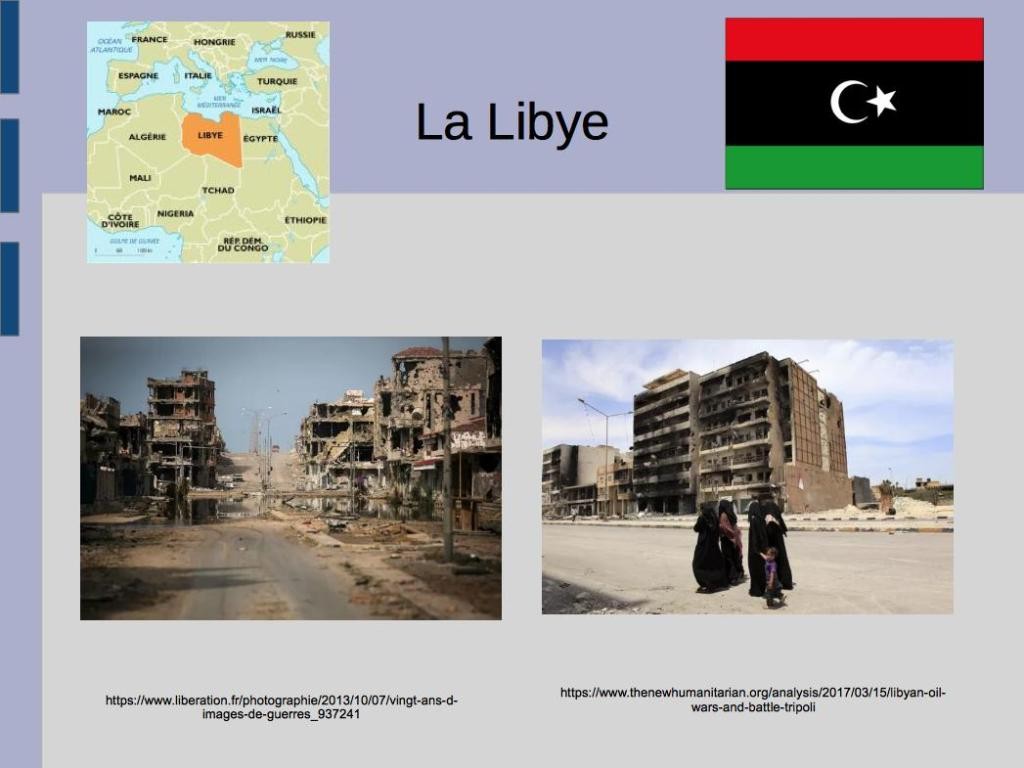 OCÉAN
ATLANTIQUE
FRANCE
HONGRIE
RUSSIE
MER NOIRE
ESPAGNE
ITALIE
TURQUIE
MER
MÉDITERRANÉE
MAROC
ISRAËL
ALGÉRIE
LIBYE
ÉGYPTE
MALI
TCHAD
NIGERIA
CÔTE
D'IVOIRE
ÉTHIOPIE
GOLFE DE GUINÉE
RÉP. DÉM.
DU CONGO
La Libye
https://www.liberation.fr/photographie/2013/10/07/vingt-ans-d-
images-de-guerres_937241
https://www.thenewhumanitarian.org/analysis/2017/03/15/libyan-oil-
wars-and-battle-tripoli